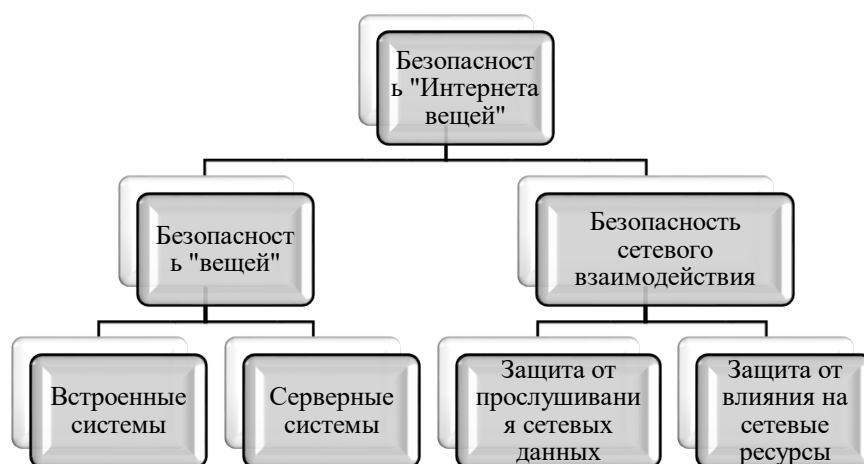 Безопасност
ь "Интернета
вещей"
Безопасност
ь "вещей"
Безопасность
сетевого
взаимодействия
Встроенные
системы
Серверные
системы
Защита от
прослушивани
я сетевых
данных
Защита от
влияния на
сетевые
ресурсы